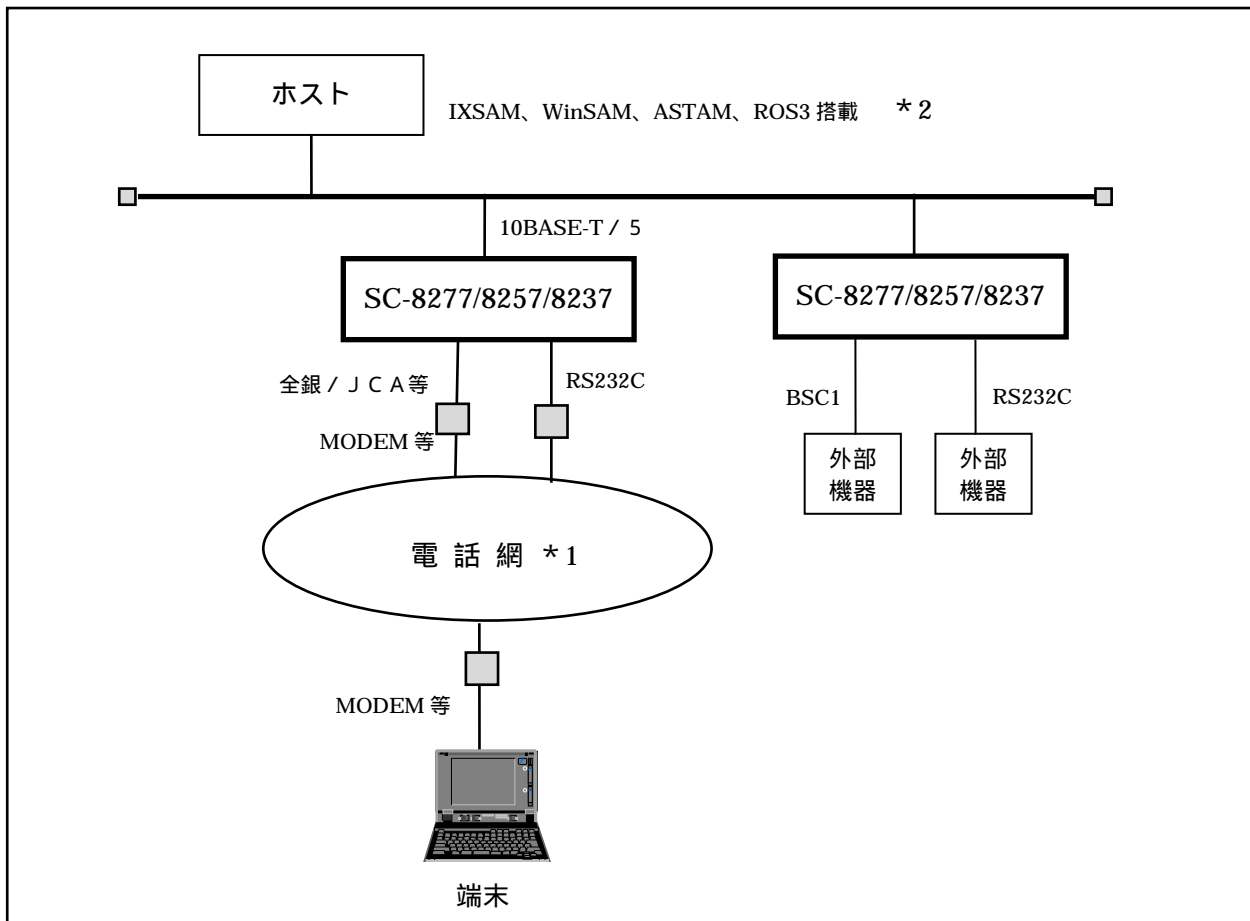 ホスト
IXSAM、WinSAM、ASTAM、ROS3 搭載 *2
10BASE-T / 5
SC-8277/8257/8237
SC-8277/8257/8237
全銀 / ＪＣＡ等
RS232C
BSC1
RS232C
MODEM 等
外部
機器
外部
機器
電 話 網 *1
MODEM 等
端末